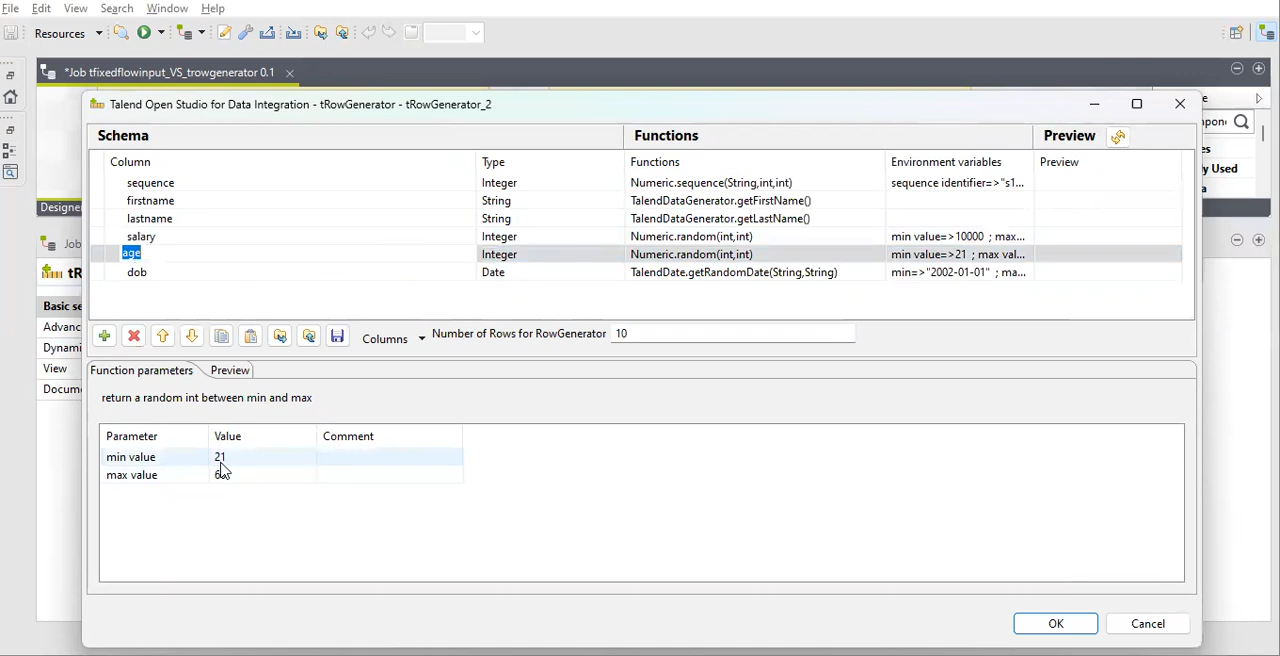 File Edit View Search Window Help
Resources
*Job tfixedflowinput_VS_trowgenerator 0.1
Talend Open Studio for Data Integration - tRowGenerator - tRowGenerator_2
Schema Functions Preview
Column Type Functions Environment variables Preview
sequence Integer Numeric.sequence(String,int,int) sequence identifier=>"s1...
firstname String TalendDataGenerator.getFirstName()
lastname String TalendDataGenerator.getLastName()
salary Integer Numeric.random(int,int) min value=>10000 ; max...
age Integer Numeric.random(int,int) min value=>21 ; max val...
dob Date TalendDate.getRandomDate(String,String) min=>"2002-01-01" ; ma...
Columns Number of Rows for RowGenerator 10
Function parameters Preview
return a random int between min and max
Parameter Value Comment
min value 21
max value
OK Cancel
Designe
Job
tR
Basic se
Advanc
Dynami
View
Docume
y Used